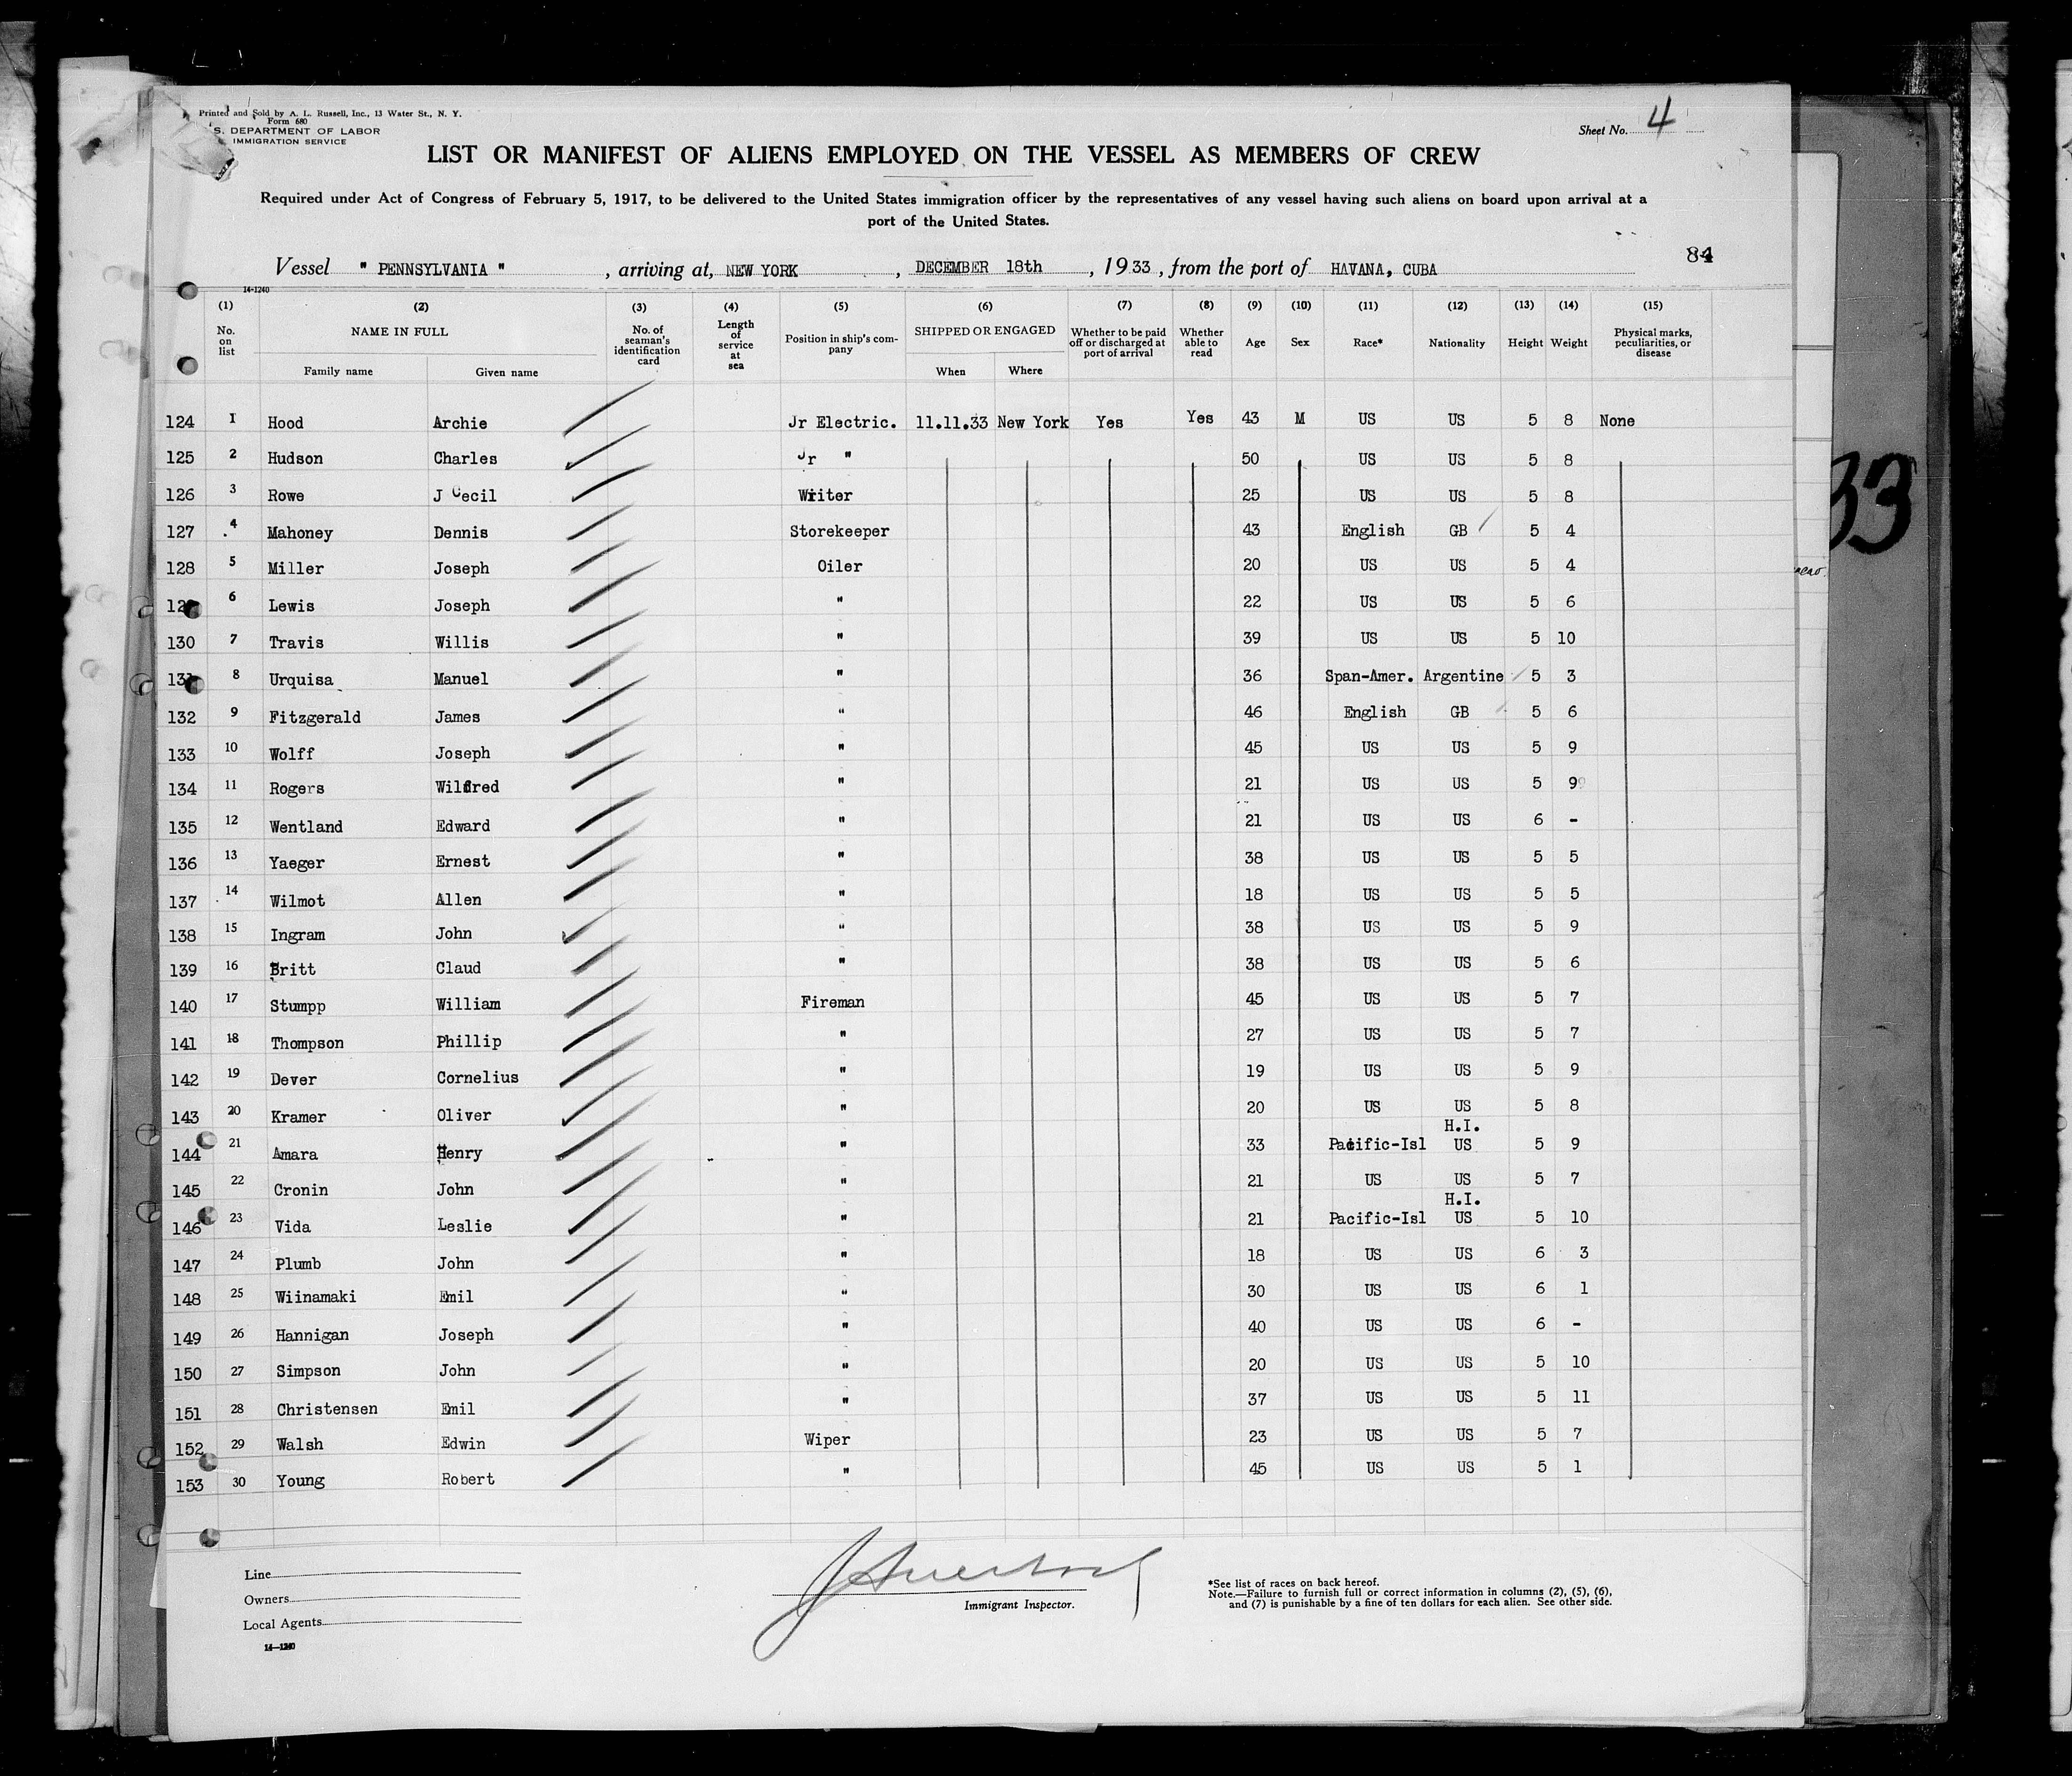 Printed and Sold by A. L. Russell, Inc., 13 Water St., N. Y.
Form 680
S. DEPARTMENT OF LABOR
IMMIGRATION SERVICE
Sheet No. 4
LIST OR MANIFEST OF ALIENS EMPLOYED ON THE VESSEL AS MEMBERS OF CREW
Required under Act of Congress of February 5, 1917, to be delivered to the United States immigration officer by the representatives of any vessel having such aliens on board upon arrival at a
port of the United States.
84
Vessel " PENNSYLVANIA " , arriving at, NEW YORK , DECEMBER 18th , 1933 , from the port of HAVANA, CUBA
14-1240
(1) (2) (3) (4) (5) (6) (7) (8) (9) (10) (11) (12) (13) (14) (15)
No. on list NAME IN FULL Family name Given name No. of seaman's identification card Length of service at sea Position in ship's company SHIPPED OR ENGAGED When Where Whether to be paid off or discharged at port of arrival Whether able to read Age Sex Race* Nationality Height Weight Physical marks, peculiarities, or disease
124 1 Hood Archie Jr Electric. 11.11.33 New York Yes Yes 43 M US US 5 8 None
125 2 Hudson Charles Jr " 50 US US 5 8
126 3 Rowe J Cecil Writer 25 US US 5 8
127 4 Mahoney Dennis Storekeeper 43 English GB 5 4
128 5 Miller Joseph Oiler 20 US US 5 4
129 6 Lewis Joseph " 22 US US 5 6
130 7 Travis Willis " 39 US US 5 10
131 8 Urquisa Manuel " 36 Span-Amer. Argentine 5 3
132 9 Fitzgerald James " 46 English GB 5 6
133 10 Wolff Joseph " 45 US US 5 9
134 11 Rogers Wilfred " 21 US US 5 9
135 12 Wentland Edward " 21 US US 6 -
136 13 Yaeger Ernest " 38 US US 5 5
137 14 Wilmot Allen " 18 US US 5 5
138 15 Ingram John " 38 US US 5 9
139 16 Britt Claud " 38 US US 5 6
140 17 Stumpp William Fireman 45 US US 5 7
141 18 Thompson Phillip " 27 US US 5 7
142 19 Dever Cornelius " 19 US US 5 9
143 20 Kramer Oliver " 20 US US 5 8
144 21 Amara Henry " 33 Pacific-Isl H.I. US 5 9
145 22 Cronin John " 21 US US 5 7
146 23 Vida Leslie " 21 Pacific-Isl H.I. US 5 10
147 24 Plumb John " 18 US US 6 3
148 25 Wiinamaki Emil " 30 US US 6 1
149 26 Hannigan Joseph " 40 US US 6 -
150 27 Simpson John " 20 US US 5 10
151 28 Christensen Emil " 37 US US 5 11
152 29 Walsh Edwin Wiper 23 US US 5 7
153 30 Young Robert " 45 US US 5 1
Line
Owners
Local Agents
14-1240
Immigrant Inspector.
*See list of races on back hereof.
Note.—Failure to furnish full or correct information in columns (2), (5), (6),
and (7) is punishable by a fine of ten dollars for each alien. See other side.
33